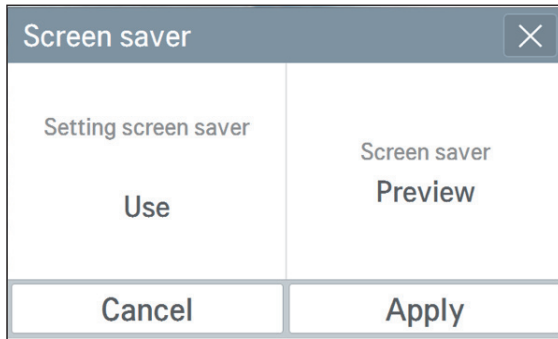 Screen saver
Setting screen saver
Use
Screen saver
Preview
Cancel
Apply